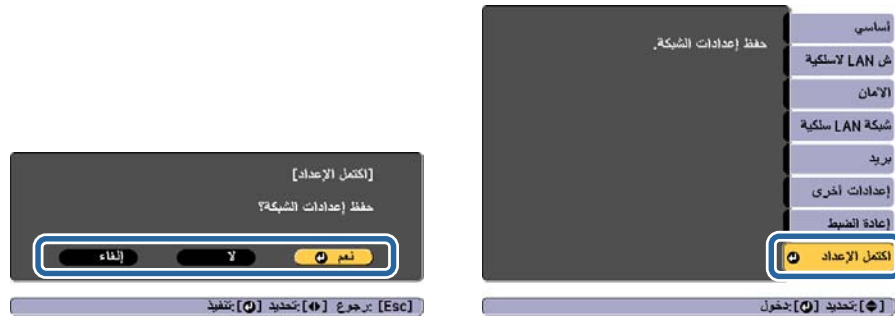 أساسي
ش LAN لاسلكية
الأمان
شبكة LAN سلكية
بريد
إعدادات أخرى
إعادة الضبط
اكتمل الإعداد
حفظ إعدادات الشبكة.
[‎]:تحديد [‎]:دخول
[اكتمل الإعداد]
حفظ إعدادات الشبكة؟
نعم لا إلغاء
[Esc] :رجوع [‎]:تحديد [‎]:تنفيذ